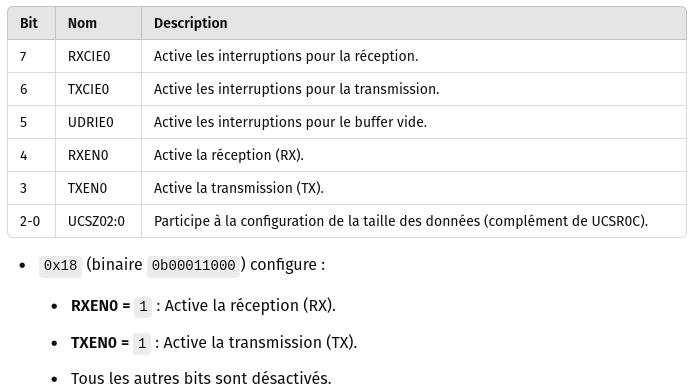 Bit Nom Description
7 RXCIE0 Active les interruptions pour la réception.
6 TXCIE0 Active les interruptions pour la transmission.
5 UDRIE0 Active les interruptions pour le buffer vide.
4 RXEN0 Active la réception (RX).
3 TXEN0 Active la transmission (TX).
2-0 UCSZ02:0 Participe à la configuration de la taille des données (complément de UCSR0C).
• 0x18 (binaire 0b00011000) configure :
• RXEN0 = 1 : Active la réception (RX).
• TXEN0 = 1 : Active la transmission (TX).
• Tous les autres bits sont désactivés.